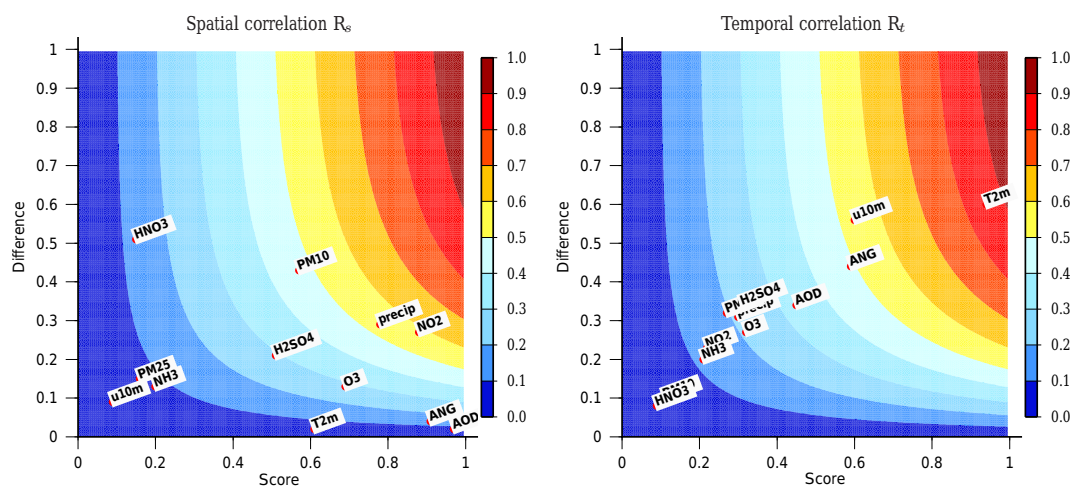 Spatial correlation Rs
1
0.9
0.8
0.7
0.6
0.5
0.4
0.3
0.2
0.1
0
Difference
HNO3
PM10
precip
NO2
H2SO4
PM25
NH3
O3
u10m
T2m
ANG
AOD
0 0.2 0.4 0.6 0.8 1
Score
1.0
0.9
0.8
0.7
0.6
0.5
0.4
0.3
0.2
0.1
0.0
Temporal correlation Rt
1
0.9
0.8
0.7
0.6
0.5
0.4
0.3
0.2
0.1
0
Difference
T2m
u10m
ANG
H2SO4
AOD
precip
O3
NO2
NH3
HNO3
0 0.2 0.4 0.6 0.8 1
Score
1.0
0.9
0.8
0.7
0.6
0.5
0.4
0.3
0.2
0.1
0.0